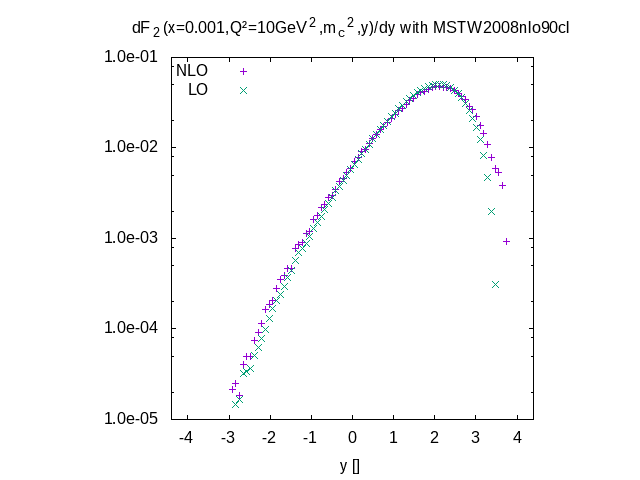 dF₂(x=0.001,Q²=10GeV²,m_c²,y)/dy with MSTW2008nlo90cl
NLO
LO
1.0e-01
1.0e-02
1.0e-03
1.0e-04
1.0e-05
-4 -3 -2 -1 0 1 2 3 4
y []